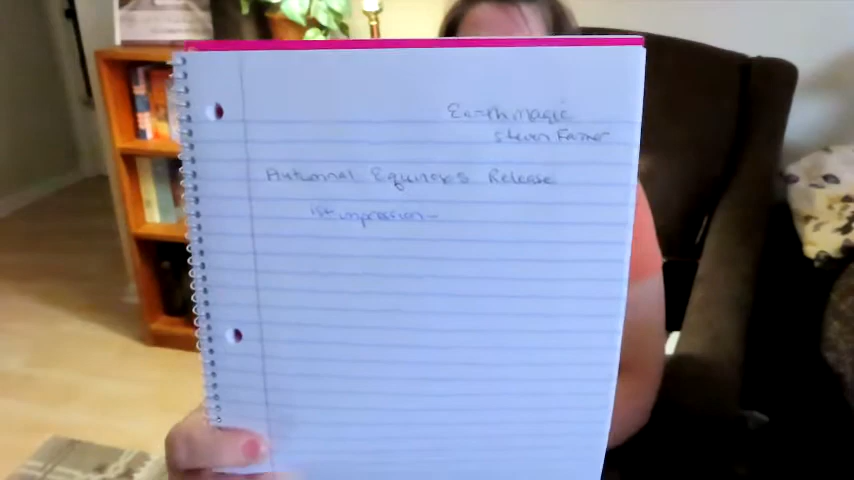 Earth Magic
Steven Farmer
Autumnal Equinox's Release
1st impression-